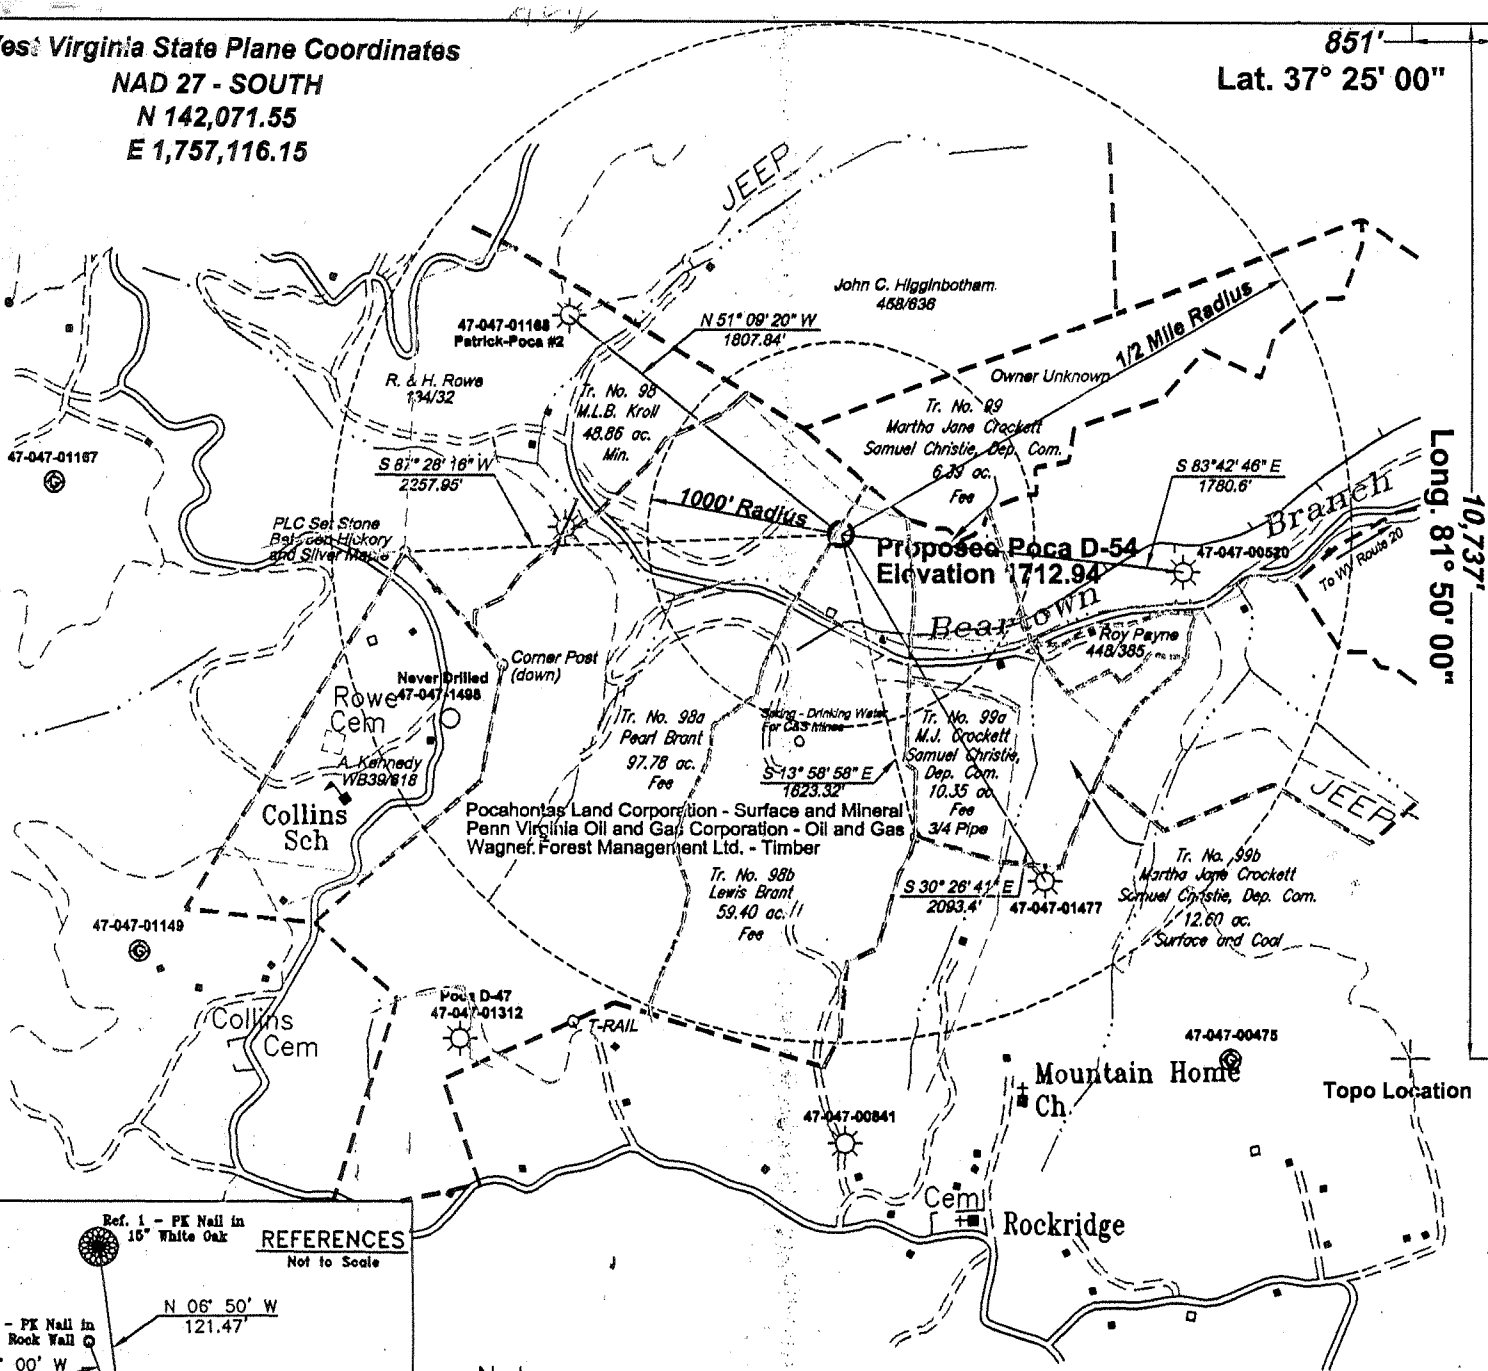 West Virginia State Plane Coordinates
NAD 27 - SOUTH
N 142,071.55
E 1,757,116.15
851'
Lat. 37° 25' 00"
JEEP
John C. Higginbotham
458/636
47-047-01168
Patrick-Poca #2
N 51° 09' 20" W
1807.84'
1/2 Mile Radius
R. & H. Rowe
134/32
Tr. No. 98
M.L.B. Kroll
48.86 ac.
Min.
Owner Unknown
Tr. No. 99
Martha Jane Crockett
Samuel Christie, Dep. Com.
6.39 ac.
Fee
47-047-01167
S 87° 28' 16" W
2257.95'
1000' Radius
S 83°42' 46" E
1780.6'
Branch
Long. 81° 50' 00"
10,737'
PLC Set Stone
Between Hickory
and Silver Maple
Proposed Poca D-54
Elevation 1712.94
47-047-00520
To WV Route 20
Beartown
Roy Payne
448/385
Corner Post
(down)
Never Drilled
47-047-1498
Rowe
Cem
Tr. No. 98a
Pearl Brant
97.78 ac.
Fee
Spring - Drinking Water
For C&S Mines
Tr. No. 99a
M.J. Crockett
Samuel Christie,
Dep. Com.
10.35 ac.
Fee
3/4 Pipe
A. Kennedy
WB39/618
S 13° 58' 58" E
1623.32'
JEEP
Collins
Sch
Pocahontas Land Corporation - Surface and Mineral
Penn Virginia Oil and Gas Corporation - Oil and Gas
Wagner Forest Management Ltd. - Timber
Tr. No. 98b
Lewis Brant
59.40 ac.
Fee
S 30° 26' 41" E
2093.4'
47-047-01477
Tr. No. 99b
Martha Jane Crockett
Samuel Christie, Dep. Com.
12.60 ac.
Surface and Coal
47-047-01149
Poca D-47
47-047-01312
T-RAIL
Collins
Cem
47-047-00475
Mountain Home
Ch.
Topo Location
47-047-00841
Cem
Rockridge
Ref. 1 - PK Nail in
15" White Oak
REFERENCES
Not to Scale
N 06° 50' W
121.47'
- PK Nail in
Rock Wall
00' W